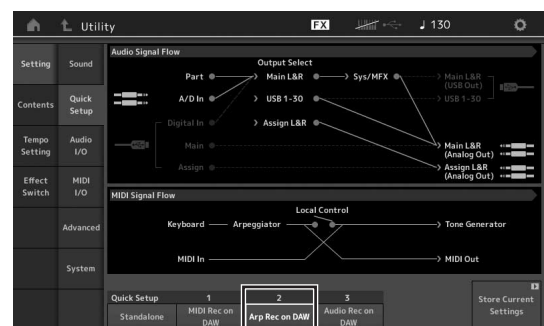 Utility
FX
130
Setting
Sound
Contents
Quick Setup
Tempo Setting
Audio I/O
Effect Switch
MIDI I/O
Advanced
System
Audio Signal Flow
Output Select
Part
Main L&R
Sys/MFX
Main L&R (USB Out)
A/D In
USB 1-30
USB 1-30
Digital In
Assign L&R
Main
Main L&R (Analog Out)
Assign
Assign L&R (Analog Out)
MIDI Signal Flow
Local Control
Keyboard
Arpeggiator
Tone Generator
MIDI In
MIDI Out
Quick Setup
1
2
3
Standalone
MIDI Rec on DAW
Arp Rec on DAW
Audio Rec on DAW
Store Current Settings